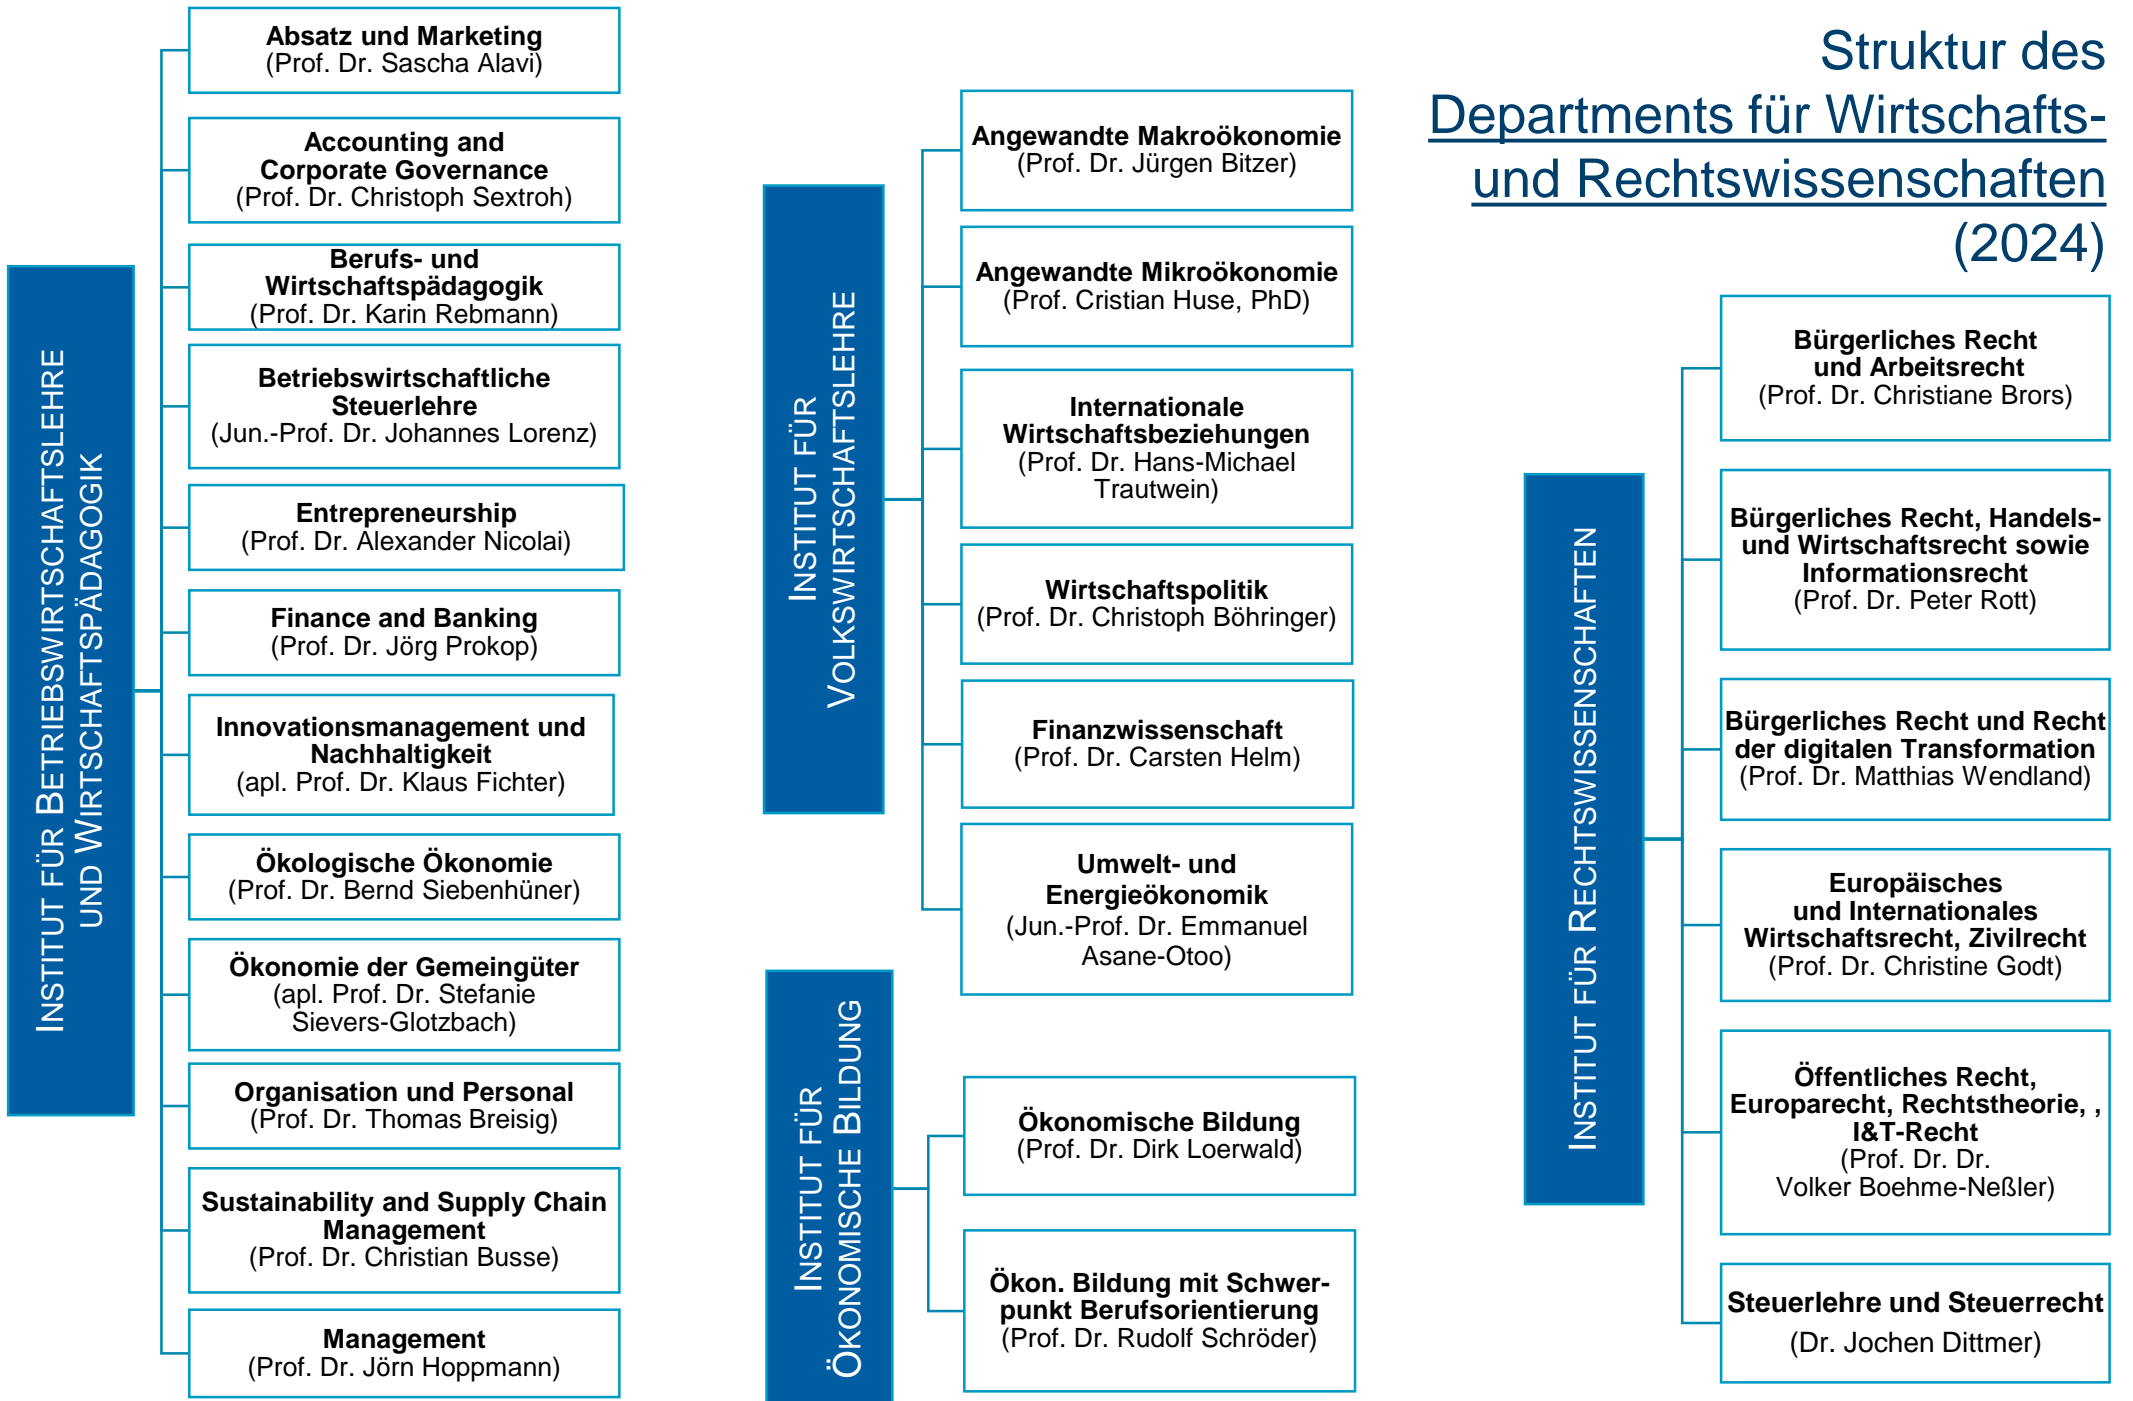 Struktur des
Departments für Wirtschafts-
und Rechtswissenschaften
(2024)
INSTITUT FÜR BETRIEBSWIRTSCHAFTSLEHRE
UND WIRTSCHAFTSPÄDAGOGIK
Absatz und Marketing
(Prof. Dr. Sascha Alavi)
Accounting and
Corporate Governance
(Prof. Dr. Christoph Sextroh)
Berufs- und
Wirtschaftspädagogik
(Prof. Dr. Karin Rebmann)
Betriebswirtschaftliche
Steuerlehre
(Jun.-Prof. Dr. Johannes Lorenz)
Entrepreneurship
(Prof. Dr. Alexander Nicolai)
Finance and Banking
(Prof. Dr. Jörg Prokop)
Innovationsmanagement und
Nachhaltigkeit
(apl. Prof. Dr. Klaus Fichter)
Ökologische Ökonomie
(Prof. Dr. Bernd Siebenhüner)
Ökonomie der Gemeingüter
(apl. Prof. Dr. Stefanie
Sievers-Glotzbach)
Organisation und Personal
(Prof. Dr. Thomas Breisig)
Sustainability and Supply Chain
Management
(Prof. Dr. Christian Busse)
Management
(Prof. Dr. Jörn Hoppmann)
INSTITUT FÜR
VOLKSWIRTSCHAFTSLEHRE
Angewandte Makroökonomie
(Prof. Dr. Jürgen Bitzer)
Angewandte Mikroökonomie
(Prof. Cristian Huse, PhD)
Internationale
Wirtschaftsbeziehungen
(Prof. Dr. Hans-Michael
Trautwein)
Wirtschaftspolitik
(Prof. Dr. Christoph Böhringer)
Finanzwissenschaft
(Prof. Dr. Carsten Helm)
Umwelt- und
Energieökonomik
(Jun.-Prof. Dr. Emmanuel
Asane-Otoo)
INSTITUT FÜR
ÖKONOMISCHE BILDUNG
Ökonomische Bildung
(Prof. Dr. Dirk Loerwald)
Ökon. Bildung mit Schwer-
punkt Berufsorientierung
(Prof. Dr. Rudolf Schröder)
INSTITUT FÜR RECHTSWISSENSCHAFTEN
Bürgerliches Recht
und Arbeitsrecht
(Prof. Dr. Christiane Brors)
Bürgerliches Recht, Handels-
und Wirtschaftsrecht sowie
Informationsrecht
(Prof. Dr. Peter Rott)
Bürgerliches Recht und Recht
der digitalen Transformation
(Prof. Dr. Matthias Wendland)
Europäisches
und Internationales
Wirtschaftsrecht, Zivilrecht
(Prof. Dr. Christine Godt)
Öffentliches Recht,
Europarecht, Rechtstheorie, ,
I&T-Recht
(Prof. Dr. Dr.
Volker Boehme-Neßler)
Steuerlehre und Steuerrecht
(Dr. Jochen Dittmer)